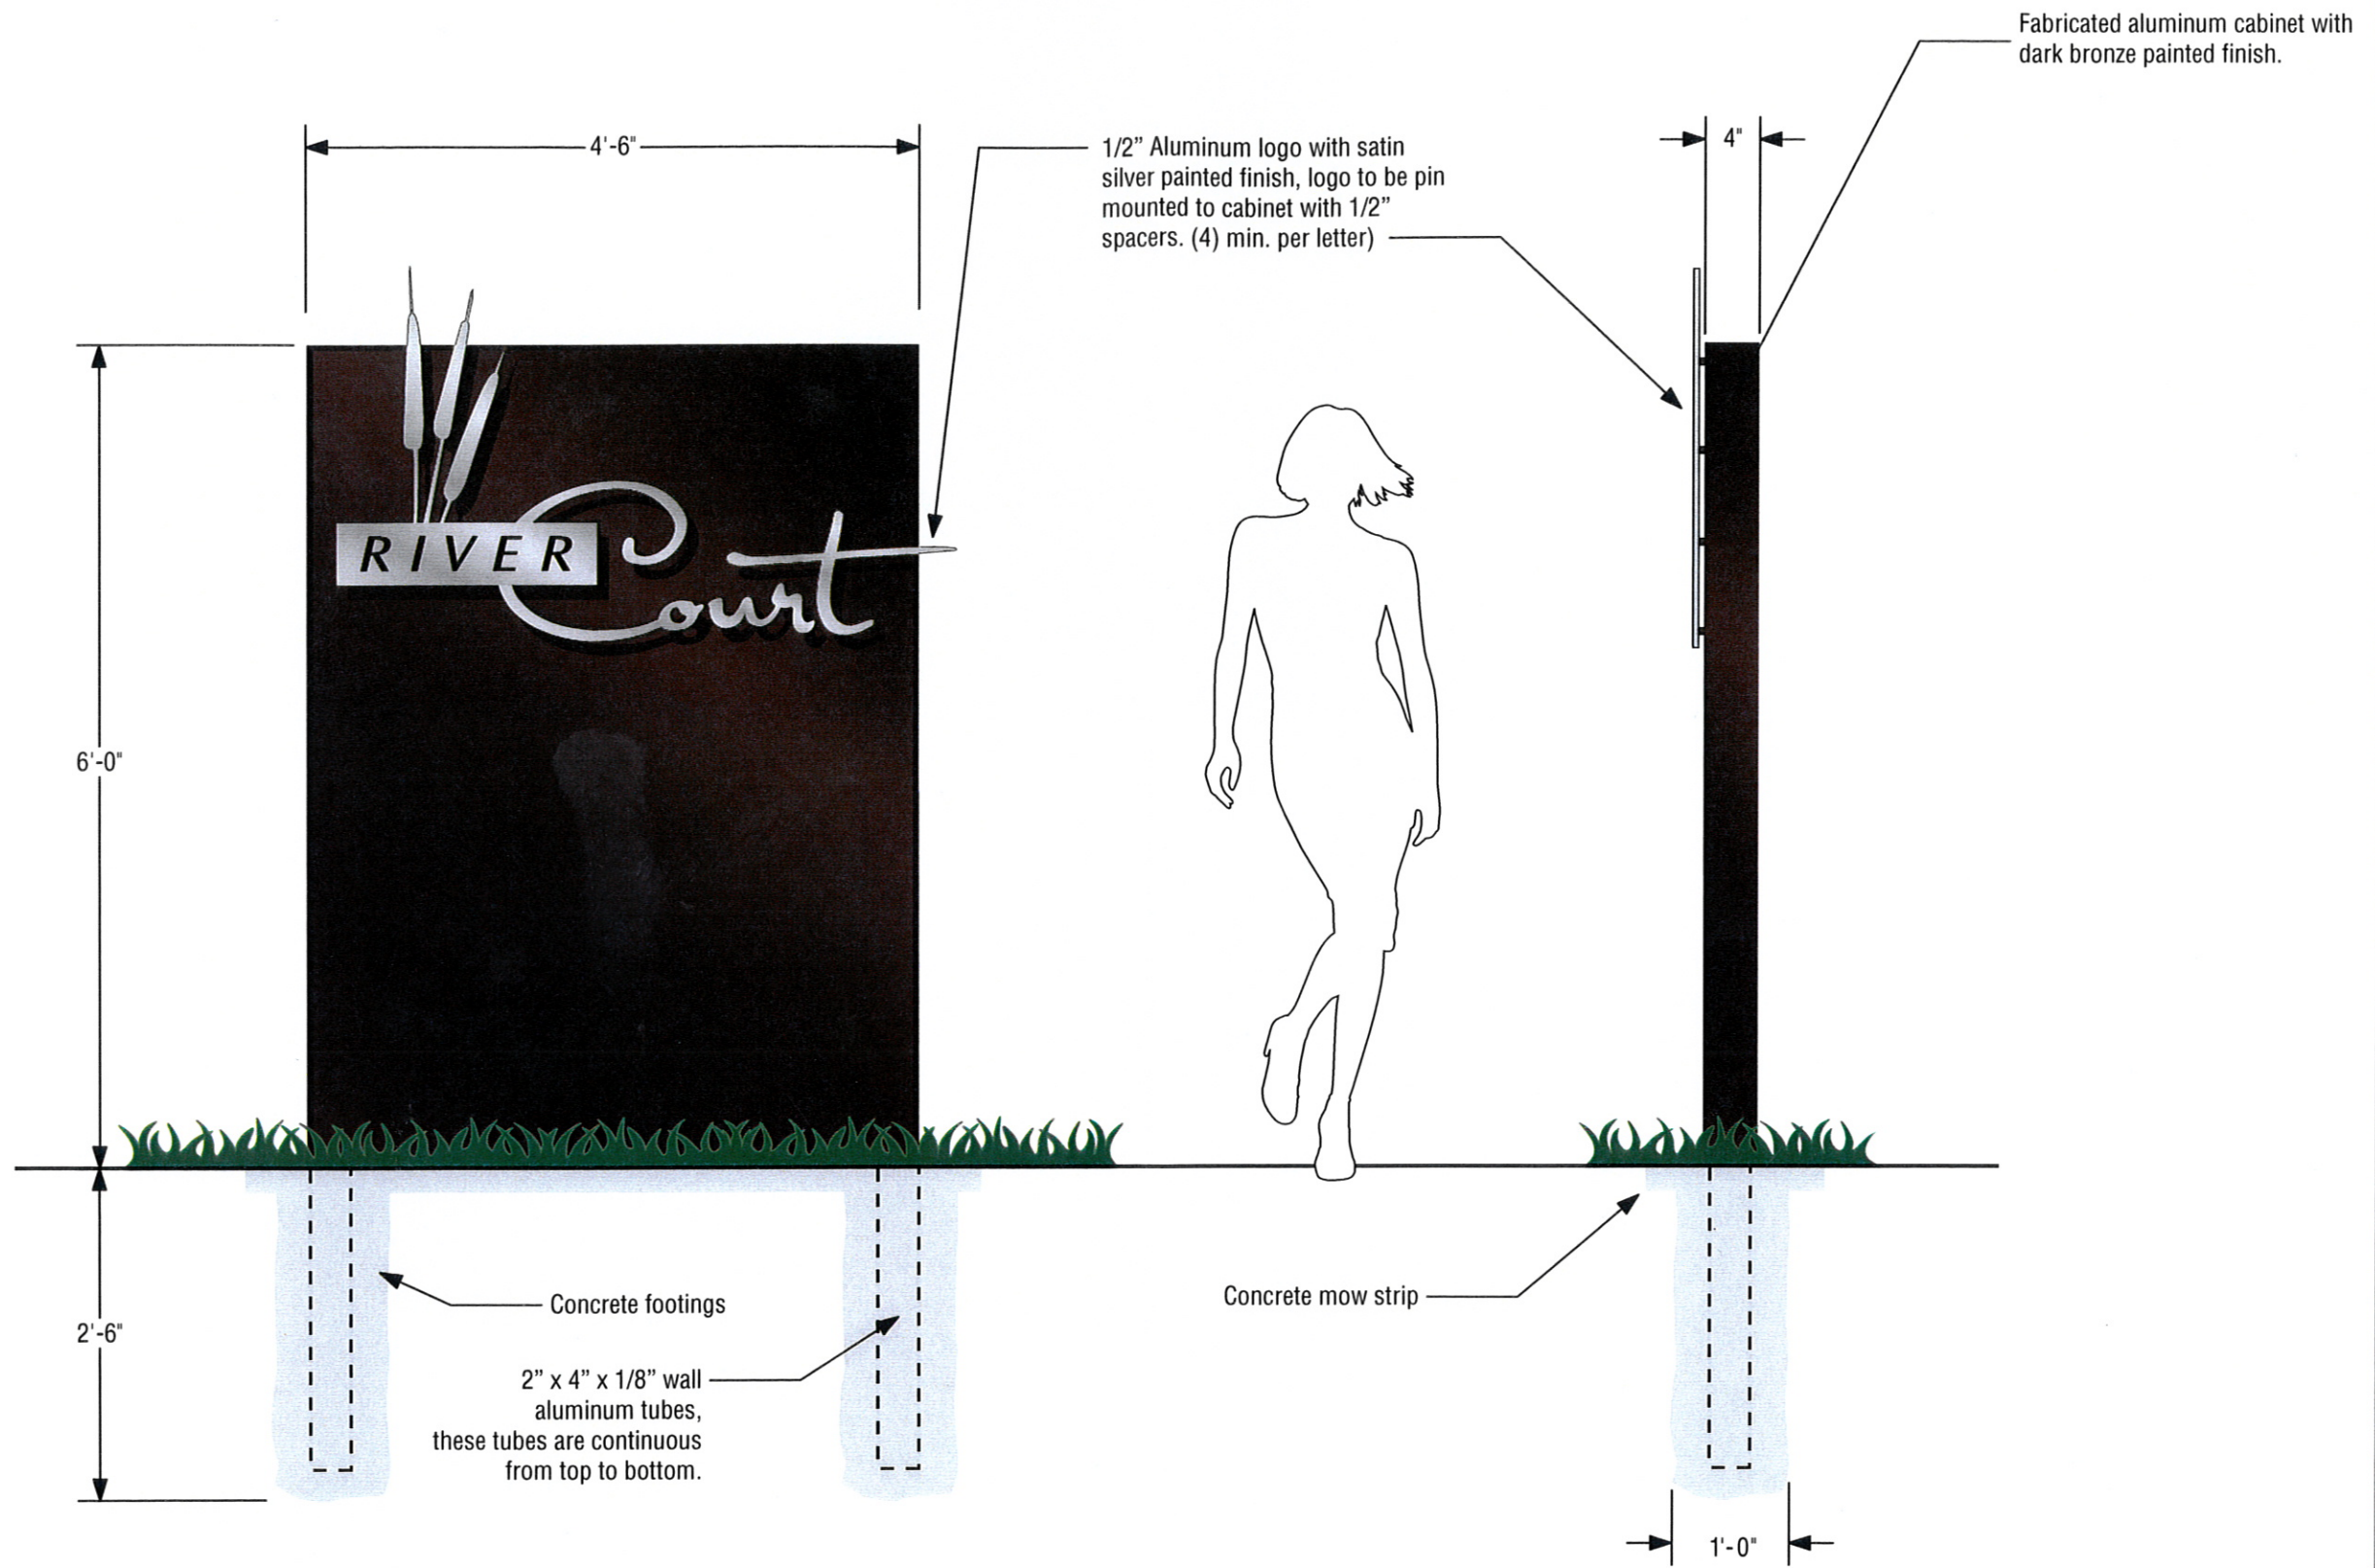 Fabricated aluminum cabinet with
dark bronze painted finish.
4'-6"
1/2” Aluminum logo with satin
silver painted finish, logo to be pin
mounted to cabinet with 1/2”
spacers. (4) min. per letter)
4"
RIVER
Court
6'-0"
Concrete footings
Concrete mow strip
2'-6"
2” x 4” x 1/8” wall
aluminum tubes,
these tubes are continuous
from top to bottom.
1'-0"